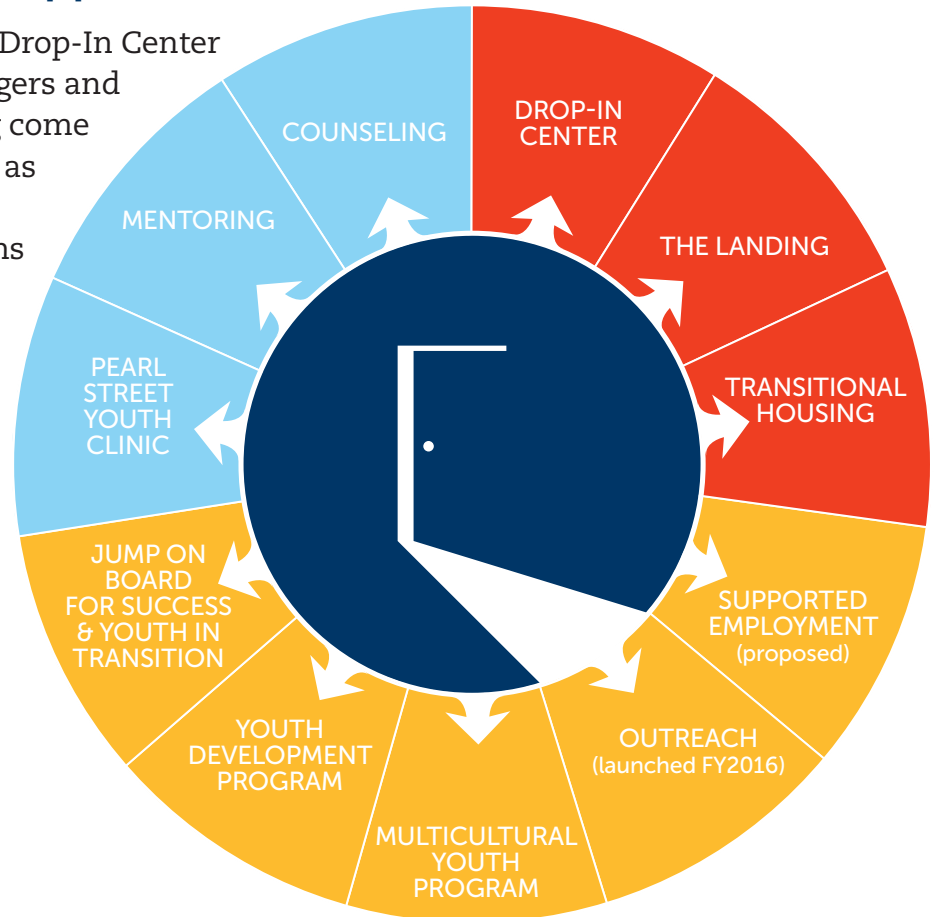 Drop-In Center
gers and
come
as
ns
DROP-IN
CENTER
THE LANDING
TRANSITIONAL
HOUSING
SUPPORTED
EMPLOYMENT
(proposed)
OUTREACH
(launched FY2016)
MULTICULTURAL
YOUTH
PROGRAM
YOUTH
DEVELOPMENT
PROGRAM
JUMP ON
BOARD
FOR SUCCESS
& YOUTH IN
TRANSITION
PEARL
STREET
YOUTH
CLINIC
MENTORING
COUNSELING